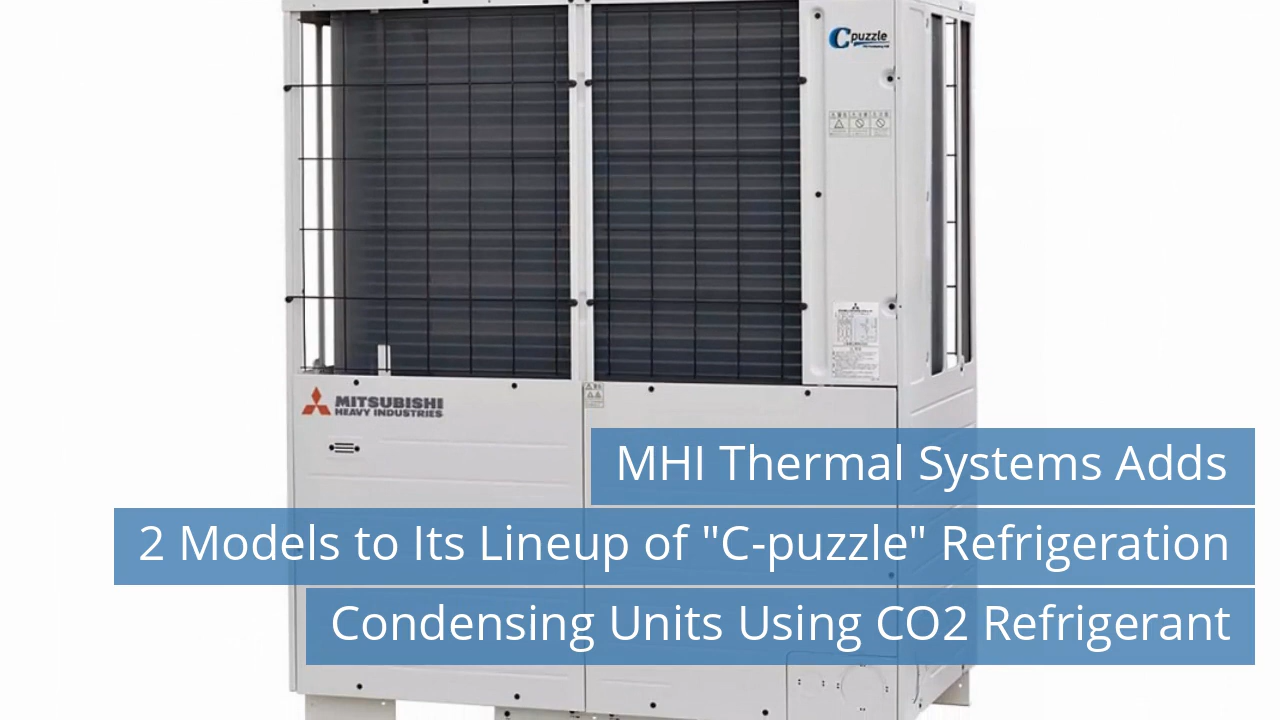 C puzzle
MITSUBISHI
HEAVY INDUSTRIES
MHI Thermal Systems Adds
2 Models to Its Lineup of "C-puzzle" Refrigeration
Condensing Units Using CO2 Refrigerant